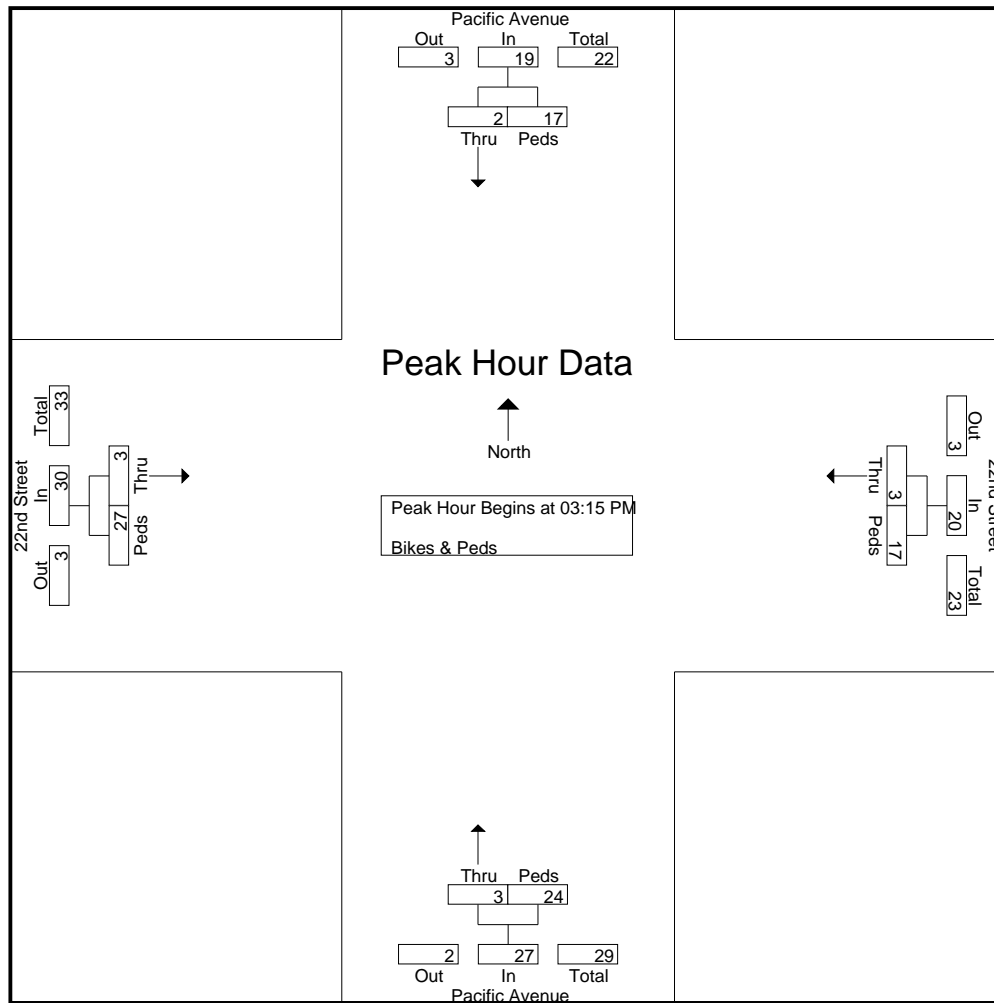 Pacific Avenue
Out In Total
3 19 22
2 17
Thru Peds
Peak Hour Data
North
Peak Hour Begins at 03:15 PM
Bikes & Peds
22nd Street
Total In Out
33 30 3
3 27
Thru Peds
22nd Street
Out In Total
3 20 23
3 17
Thru Peds
Thru Peds
3 24
2 27 29
Out In Total
Pacific Avenue